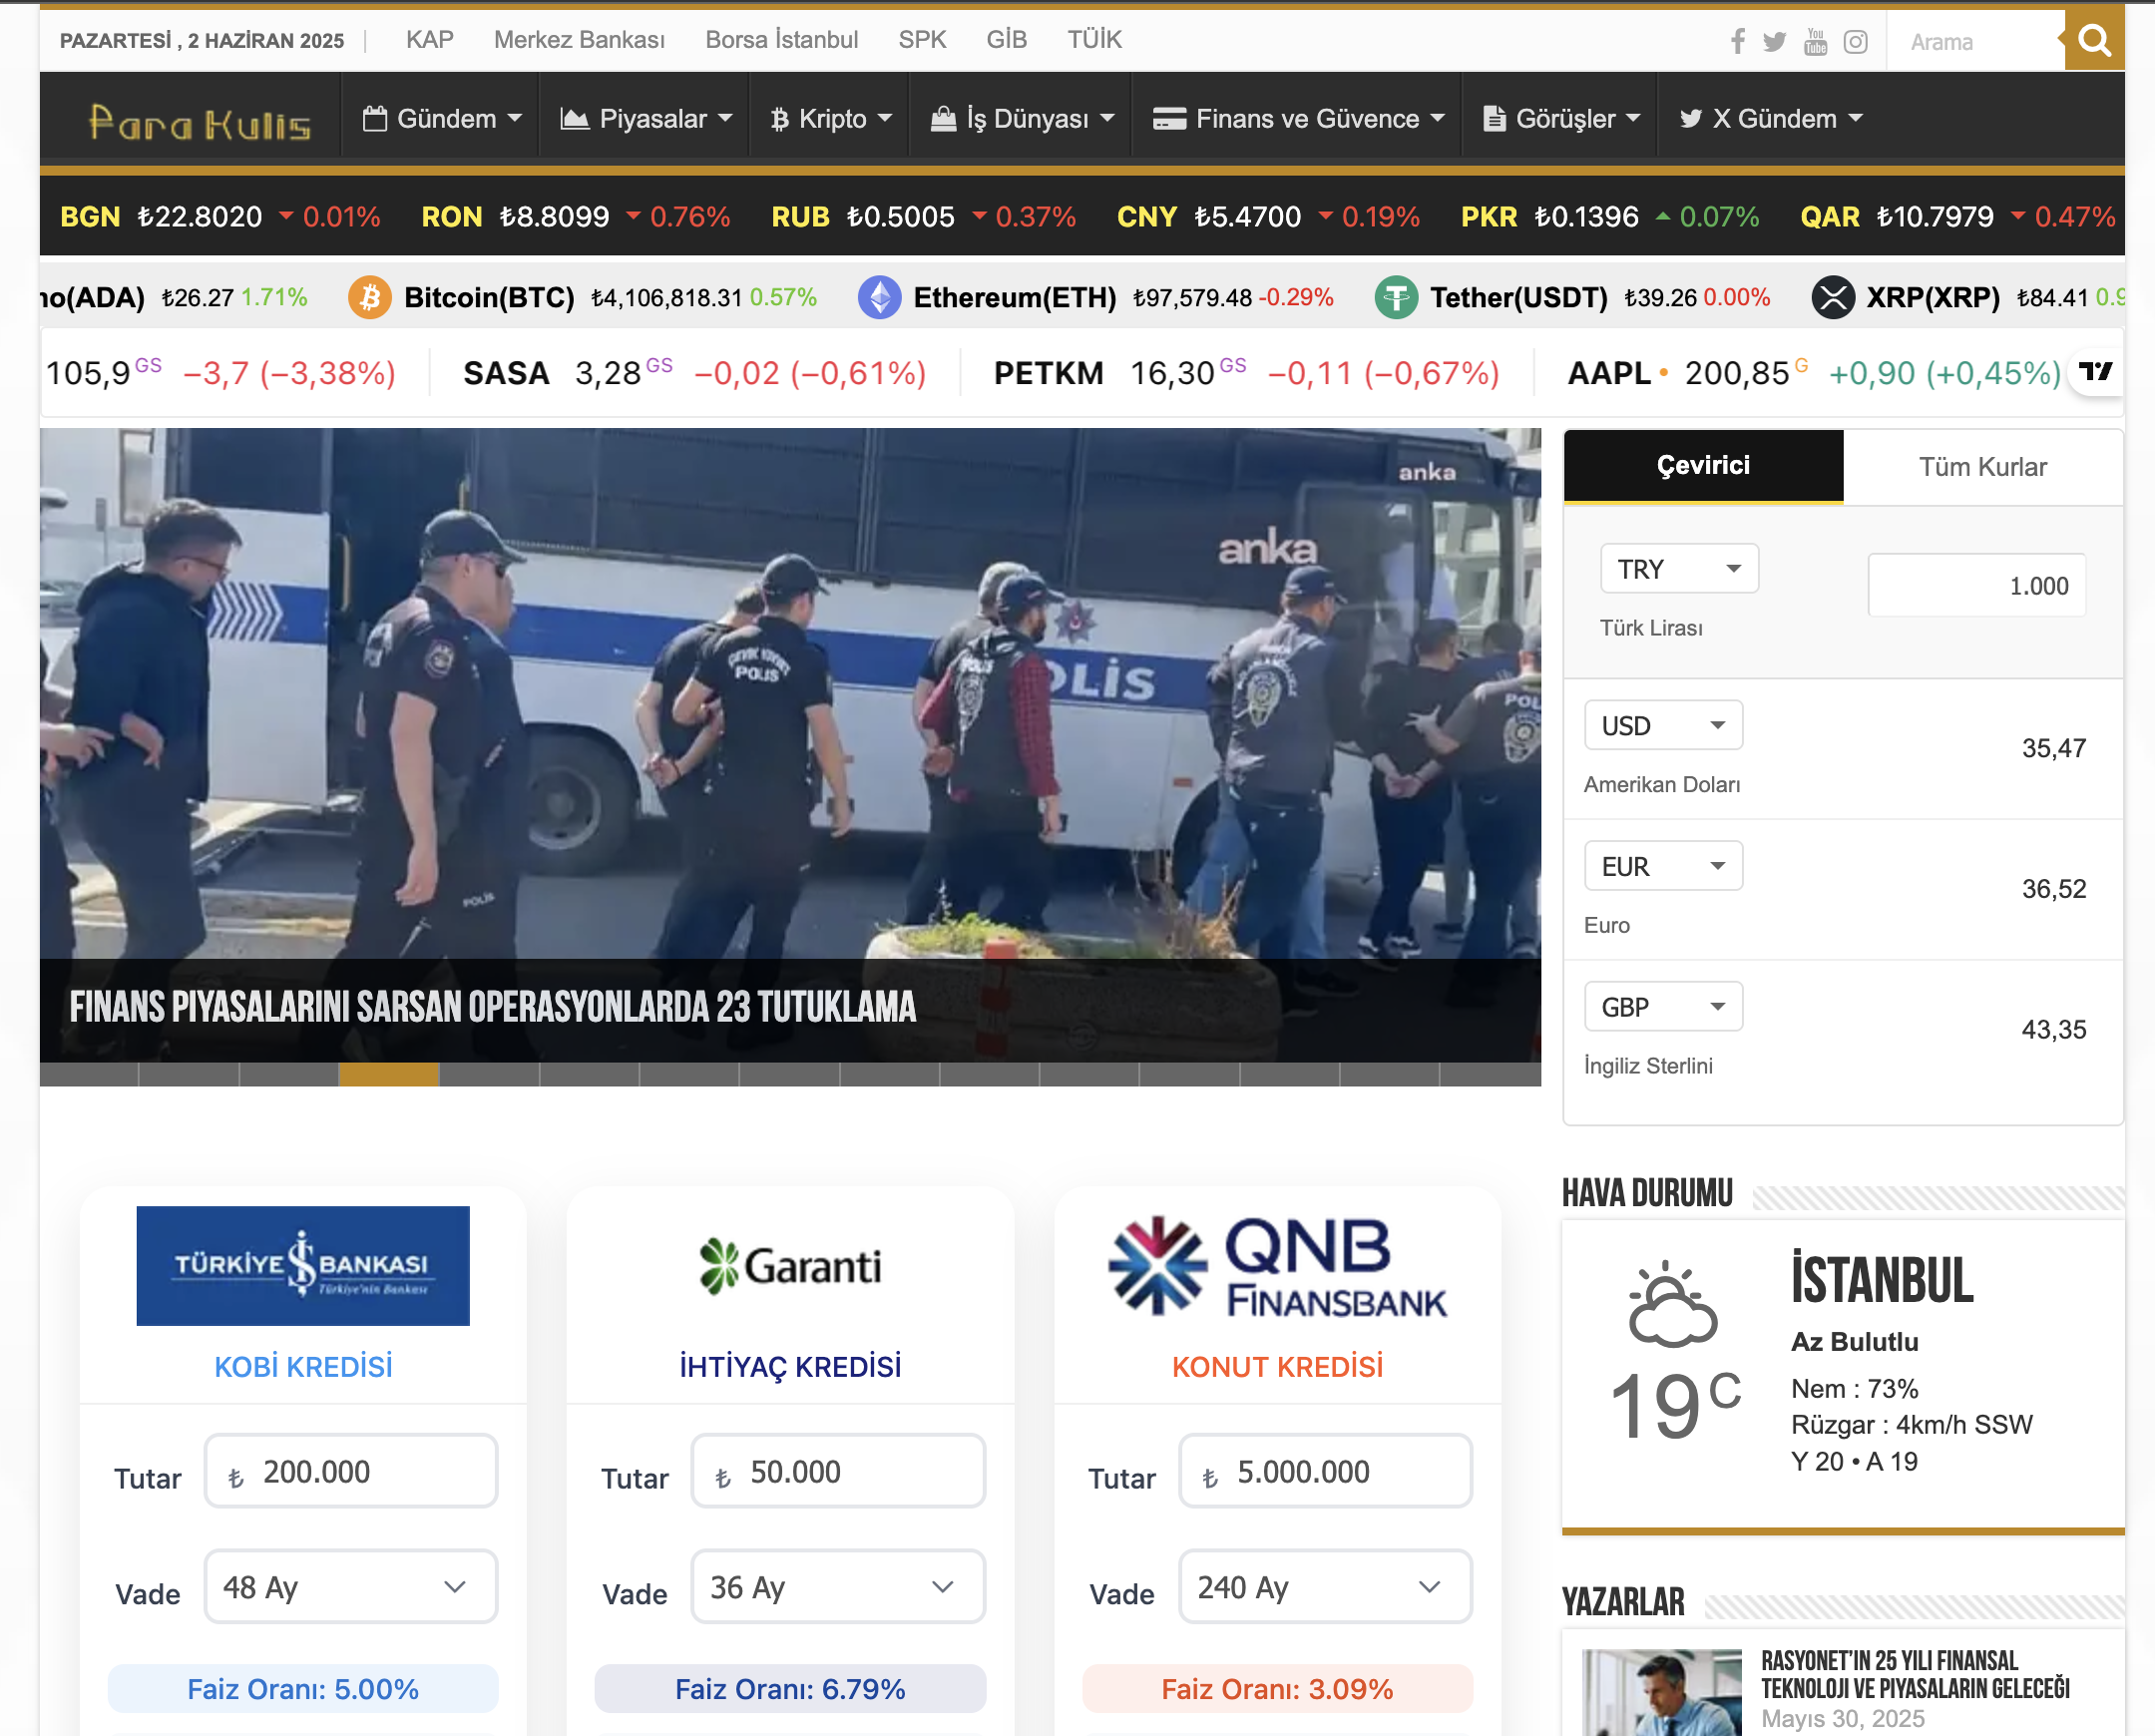 PAZARTESİ , 2 HAZİRAN 2025 KAP Merkez Bankası Borsa İstanbul SPK GİB TÜİK Arama
Para Kulis Gündem Piyasalar Kripto İş Dünyası Finans ve Güvence Görüşler X Gündem
BGN ₺22.8020 0.01% RON ₺8.8099 0.76% RUB ₺0.5005 0.37% CNY ₺5.4700 0.19% PKR ₺0.1396 0.07% QAR ₺10.7979 0.47%
no(ADA) ₺26.27 1.71% Bitcoin(BTC) ₺4,106,818.31 0.57% Ethereum(ETH) ₺97,579.48 -0.29% Tether(USDT) ₺39.26 0.00% XRP(XRP) ₺84.41 0.9
105,9 GS −3,7 (−3,38%) SASA 3,28 GS −0,02 (−0,61%) PETKM 16,30 GS −0,11 (−0,67%) AAPL 200,85 G +0,90 (+0,45%)
anka
anka
POLİS
POLİS
POLİS
POLİS
FINANS PIYASALARINI SARSAN OPERASYONLARDA 23 TUTUKLAMA
Çevirici Tüm Kurlar
TRY 1.000
Türk Lirası
USD 35,47
Amerikan Doları
EUR 36,52
Euro
GBP 43,35
İngiliz Sterlini
TÜRKİYE İŞ BANKASI
Türkiye'nin Bankası
KOBİ KREDİSİ
Tutar ₺ 200.000
Vade 48 Ay
Faiz Oranı: 5.00%
Garanti
İHTİYAÇ KREDİSİ
Tutar ₺ 50.000
Vade 36 Ay
Faiz Oranı: 6.79%
QNB
FİNANSBANK
KONUT KREDİSİ
Tutar ₺ 5.000.000
Vade 240 Ay
Faiz Oranı: 3.09%
HAVA DURUMU
İSTANBUL
Az Bulutlu
19 C
Nem : 73%
Rüzgar : 4km/h SSW
Y 20 • A 19
YAZARLAR
RASYONET'IN 25 YILI FINANSAL
TEKNOLOJI VE PIYASALARIN GELECEĞI
Mayıs 30, 2025